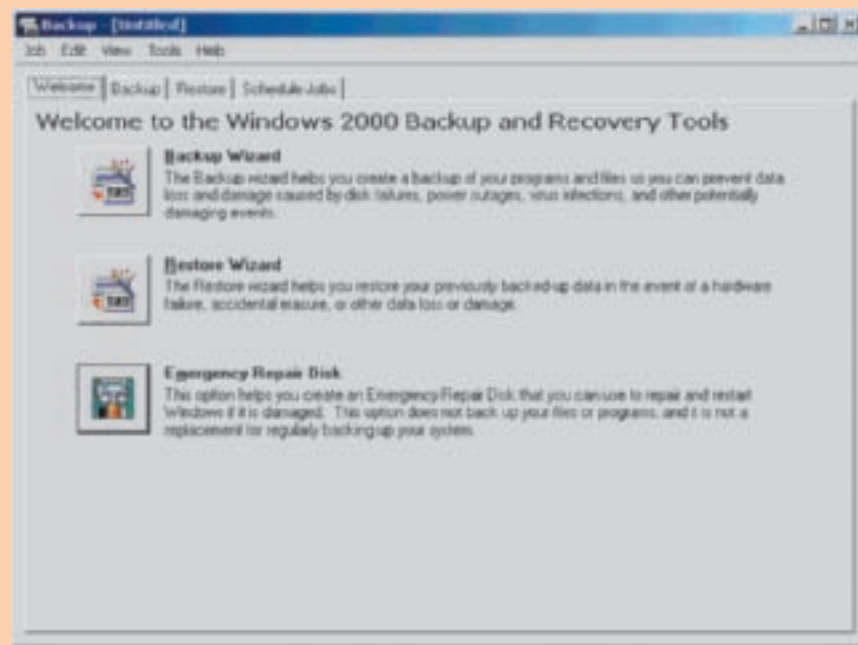 Backup - [Untitled]
Job Edit View Tools Help
Welcome Backup Restore Schedule Jobs
Welcome to the Windows 2000 Backup and Recovery Tools
Backup Wizard
The Backup wizard helps you create a backup of your programs and files so you can prevent data
loss and damage caused by disk failures, power outages, virus infections, and other potentially
damaging events.
Restore Wizard
The Restore wizard helps you restore your previously backed-up data in the event of a hardware
failure, accidental erasure, or other data loss or damage.
Emergency Repair Disk
This option helps you create an Emergency Repair Disk that you can use to repair and restart
Windows if it is damaged. This option does not back up your files or programs, and it is not a
replacement for regularly backing up your system.